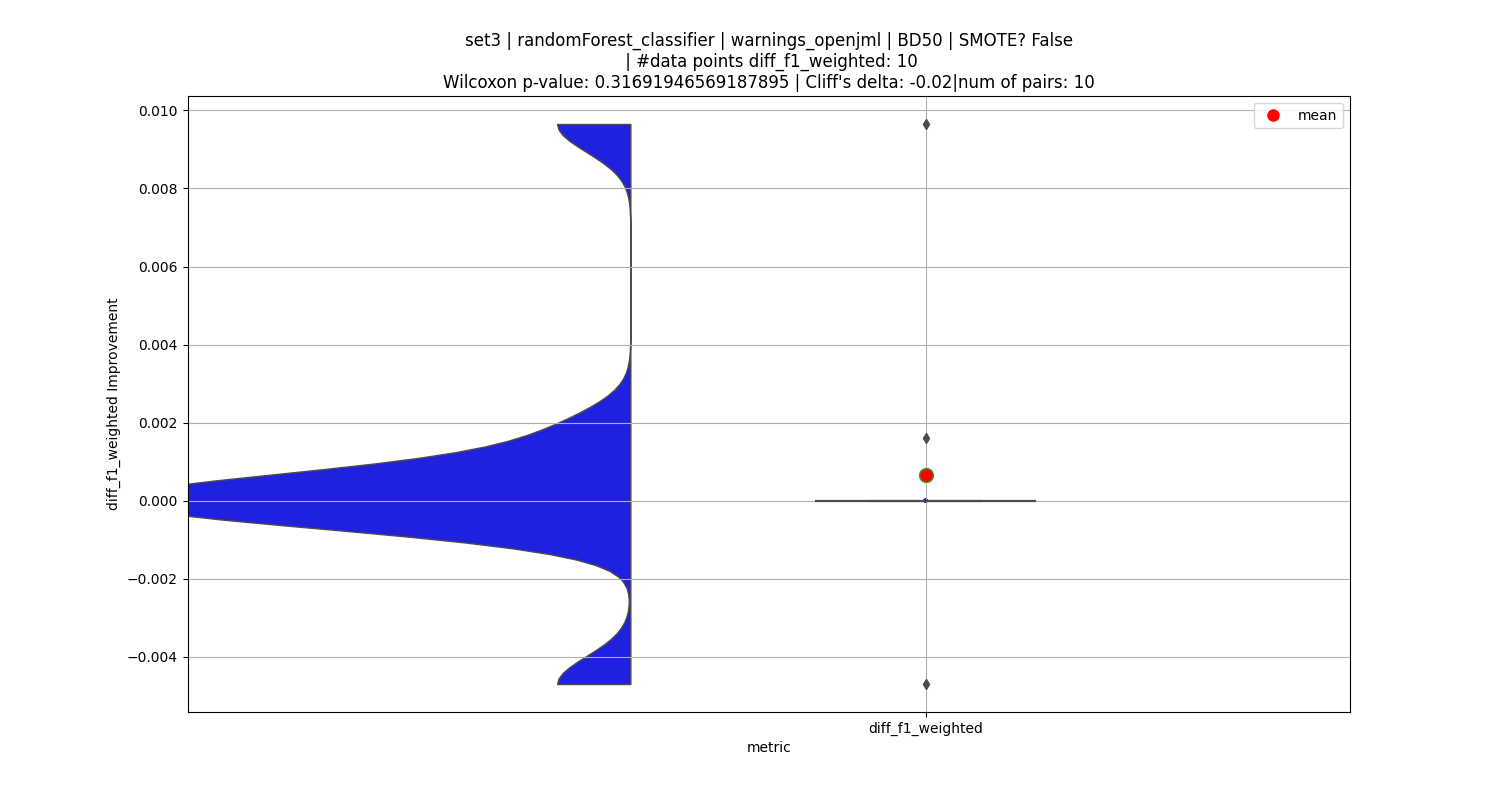 set3 | randomForest_classifier | warnings_openjml | BD50 | SMOTE? False
| #data points diff_f1_weighted: 10
Wilcoxon p-value: 0.31691946569187895 | Cliff's delta: -0.02|num of pairs: 10
mean
0.010
0.008
0.006
0.004
0.002
0.000
−0.002
−0.004
diff_f1_weighted Improvement
diff_f1_weighted
metric